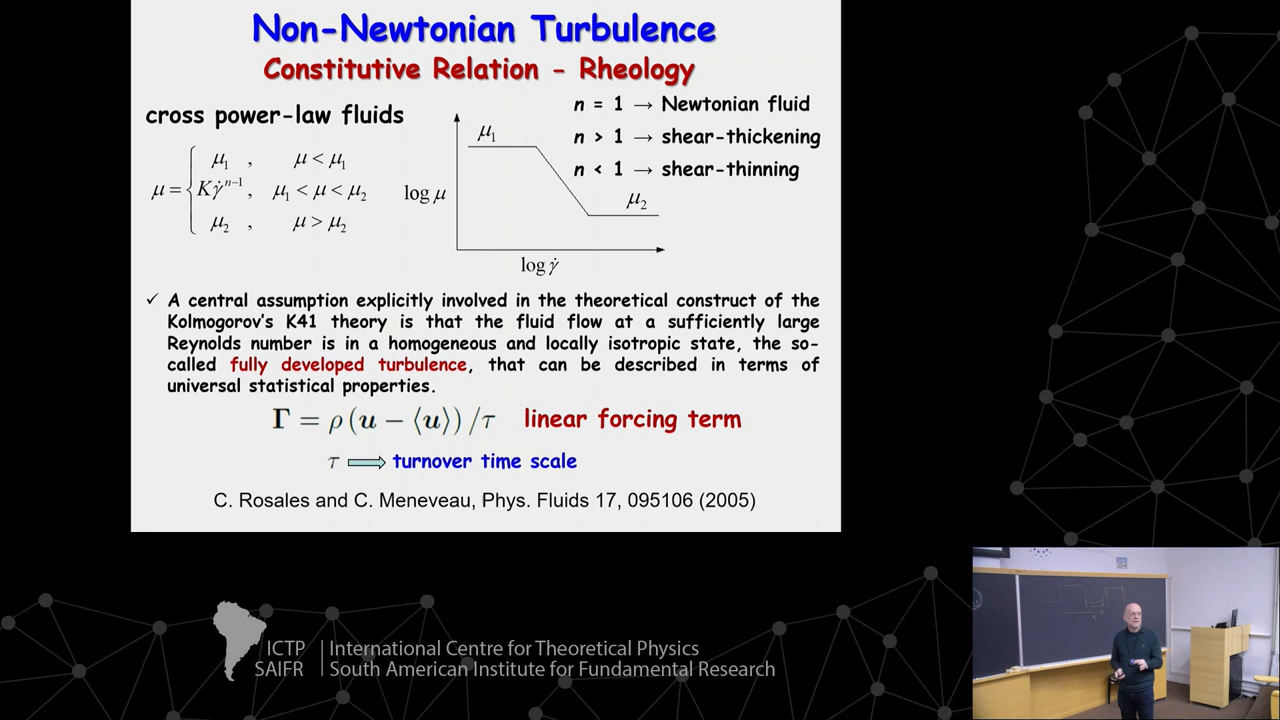 Non-Newtonian Turbulence
Constitutive Relation - Rheology
cross power-law fluids
μ = { μ₁ , μ < μ₁
Kγ̇ⁿ⁻¹, μ₁ < μ < μ₂
μ₂ , μ > μ₂
μ₁
μ₂
log μ
log γ̇
n = 1 → Newtonian fluid
n > 1 → shear-thickening
n < 1 → shear-thinning
✓ A central assumption explicitly involved in the theoretical construct of the
Kolmogorov's K41 theory is that the fluid flow at a sufficiently large
Reynolds number is in a homogeneous and locally isotropic state, the so-
called fully developed turbulence, that can be described in terms of
universal statistical properties.
Γ = ρ (u − ⟨u⟩) /τ linear forcing term
τ ⇒ turnover time scale
C. Rosales and C. Meneveau, Phys. Fluids 17, 095106 (2005)
ICTP | International Centre for Theoretical Physics
SAIFR | South American Institute for Fundamental Research